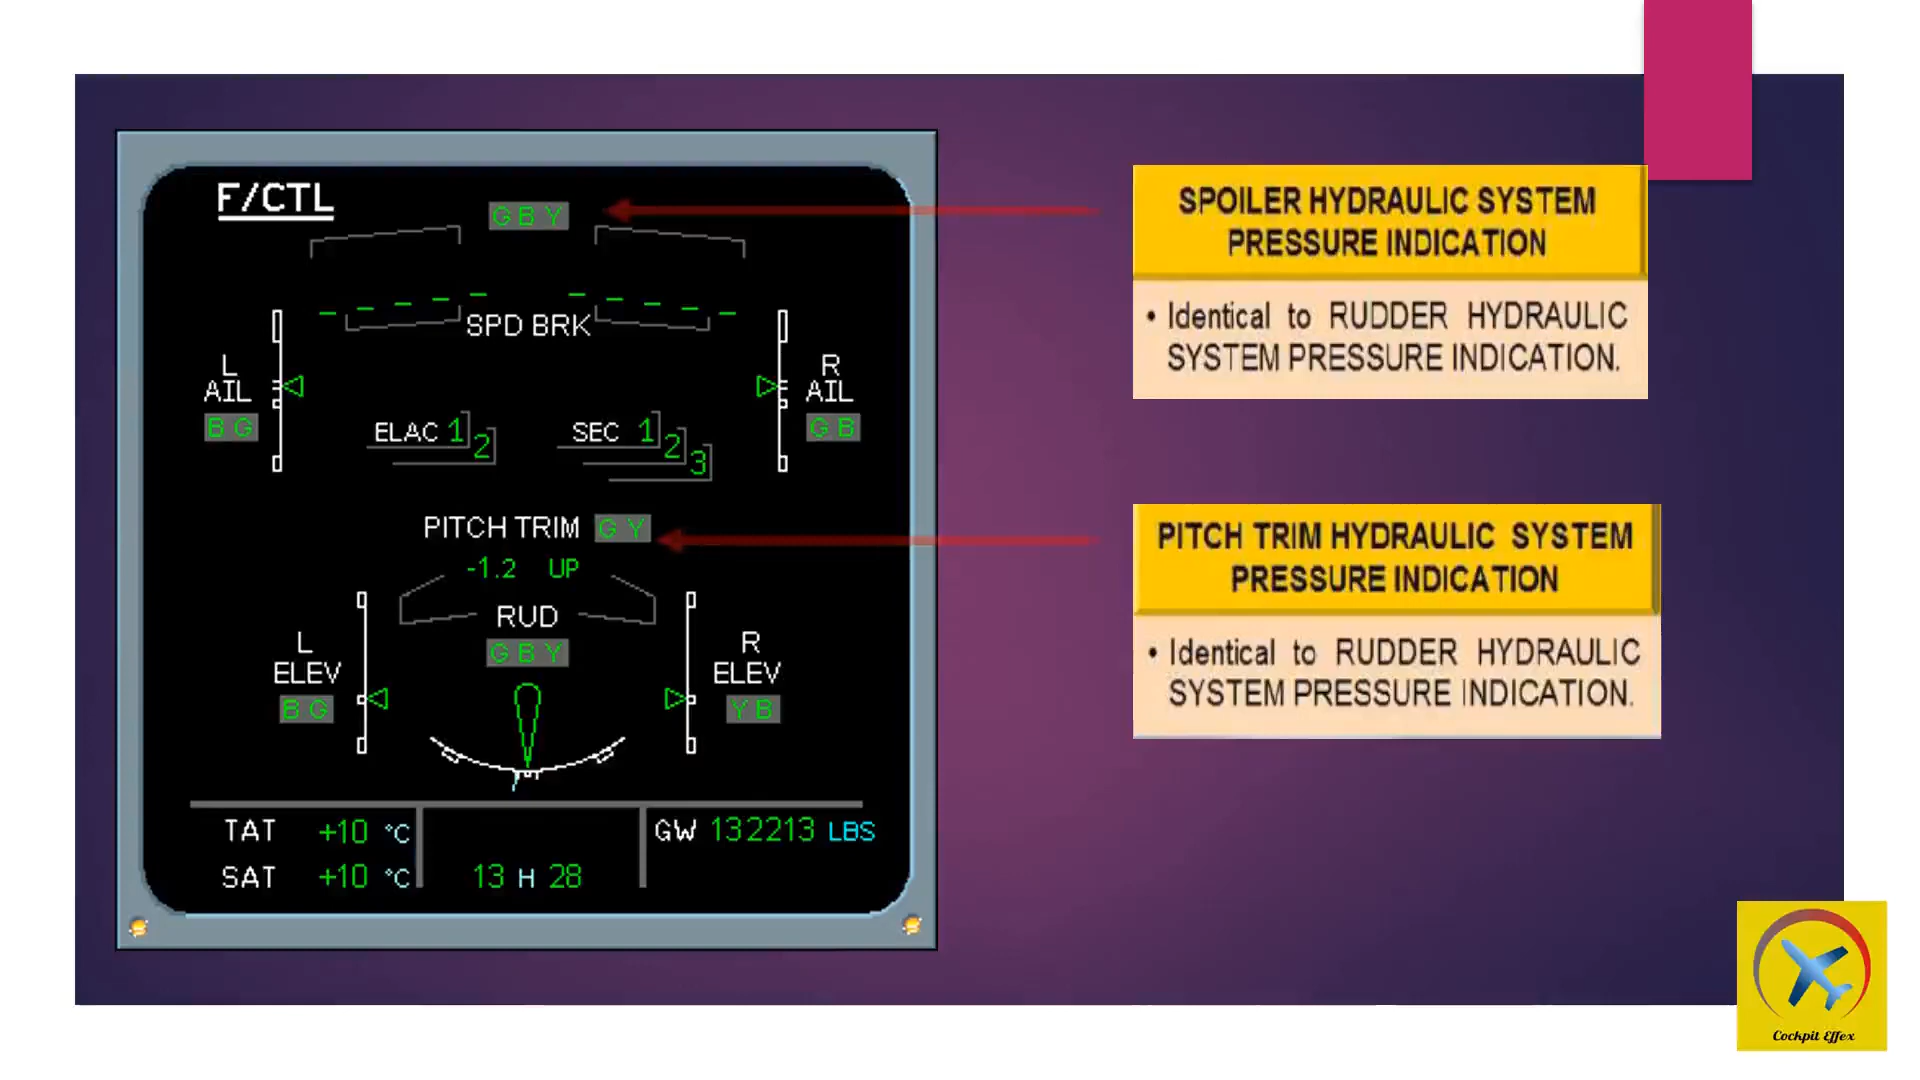 F/CTL
G B Y
SPD BRK
L
AIL
B G
R
AIL
G B
ELAC 1 2
SEC 1 2 3
PITCH TRIM G Y
-1.2 UP
RUD
G B Y
L
ELEV
B G
R
ELEV
Y B
TAT +10 °C
SAT +10 °C
13 H 28
GW 132213 LBS
SPOILER HYDRAULIC SYSTEM
PRESSURE INDICATION
• Identical to RUDDER HYDRAULIC
SYSTEM PRESSURE INDICATION.
PITCH TRIM HYDRAULIC SYSTEM
PRESSURE INDICATION
• Identical to RUDDER HYDRAULIC
SYSTEM PRESSURE INDICATION.
Cockpit Effex